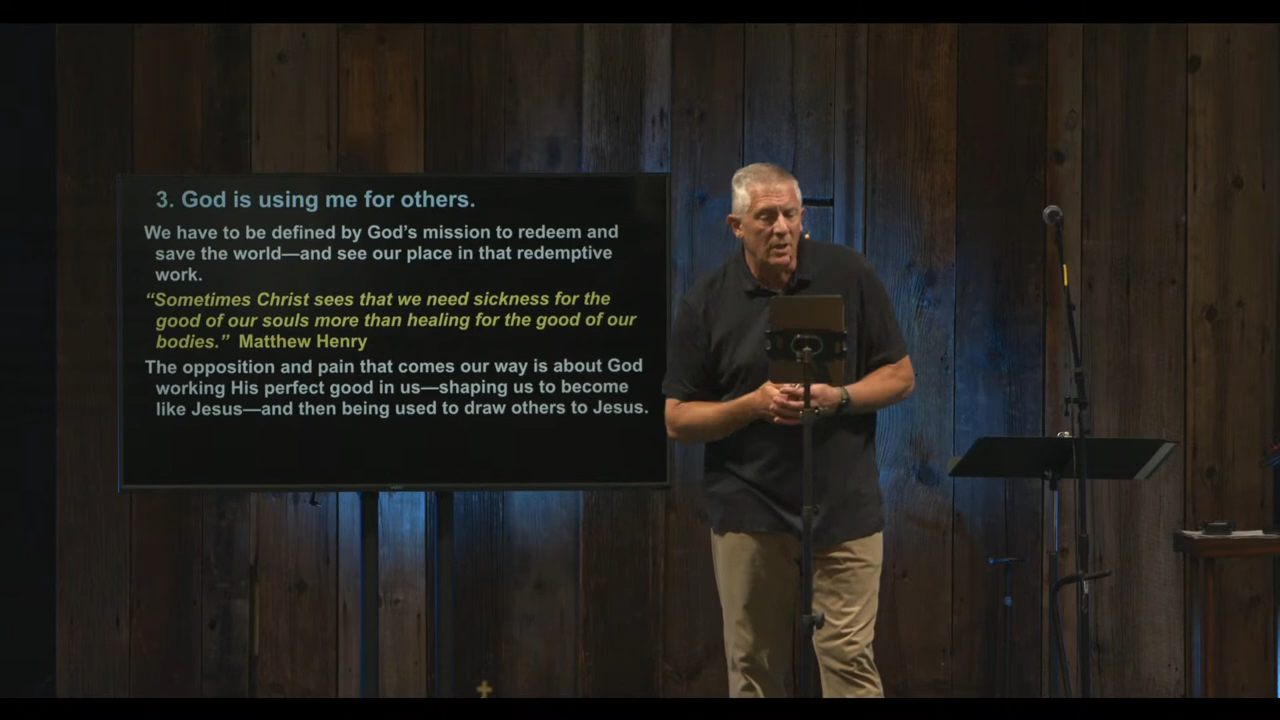 3. God is using me for others.
We have to be defined by God’s mission to redeem and
save the world—and see our place in that redemptive
work.
“Sometimes Christ sees that we need sickness for the
good of our souls more than healing for the good of our
bodies.” Matthew Henry
The opposition and pain that comes our way is about God
working His perfect good in us—shaping us to become
like Jesus—and then being used to draw others to Jesus.